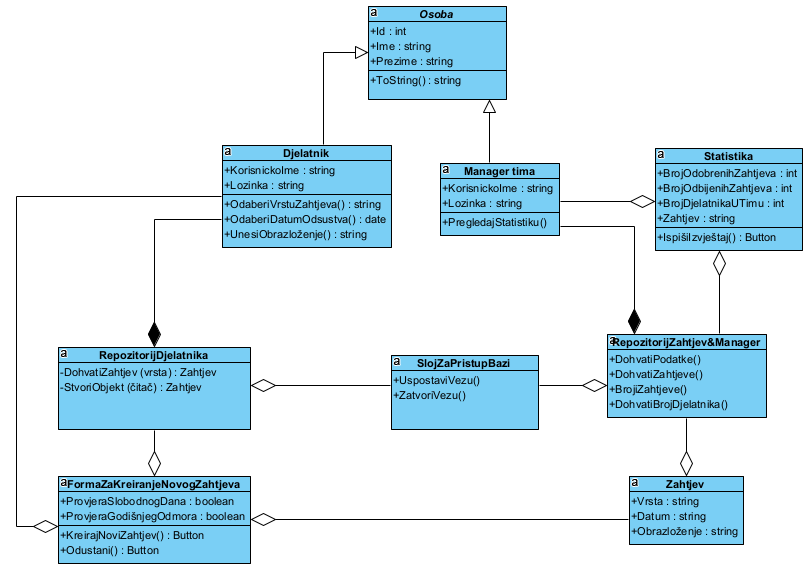 a
Osoba
+Id : int
+Ime : string
+Prezime : string
+ToString() : string
a
Djelatnik
+KorisnickoIme : string
+Lozinka : string
+OdaberiVrstuZahtjeva() : string
+OdaberiDatumOdsustva() : date
+UnesiObrazloženje() : string
a
Manager tima
+KorisnickoIme : string
+Lozinka : string
+PregledajStatistiku()
a
Statistika
+BrojOdobrenihZahtjeva : int
+BrojOdbijenihZahtjeva : int
+BrojDjelatnikaUTimu : int
+Zahtjev : string
+IspišiIzvještaj() : Button
a
RepozitorijDjelatnika
-DohvatiZahtjev (vrsta) : Zahtjev
-StvoriObjekt (čitač) : Zahtjev
a
SlojZaPristupBazi
+UspostaviVezu()
+ZatvoriVezu()
a
RepozitorijZahtjev&Manager
+DohvatiPodatke()
+DohvatiZahtjeve()
+BrojiZahtjeve()
+DohvatiBrojDjelatnika()
a
FormaZaKreiranjeNovogZahtjeva
+ProvjeraSlobodnogDana : boolean
+ProvjeraGodišnjegOdmora : boolean
+KreirajNoviZahtjev() : Button
+Odustani() : Button
a
Zahtjev
+Vrsta : string
+Datum : string
+Obrazloženje : string